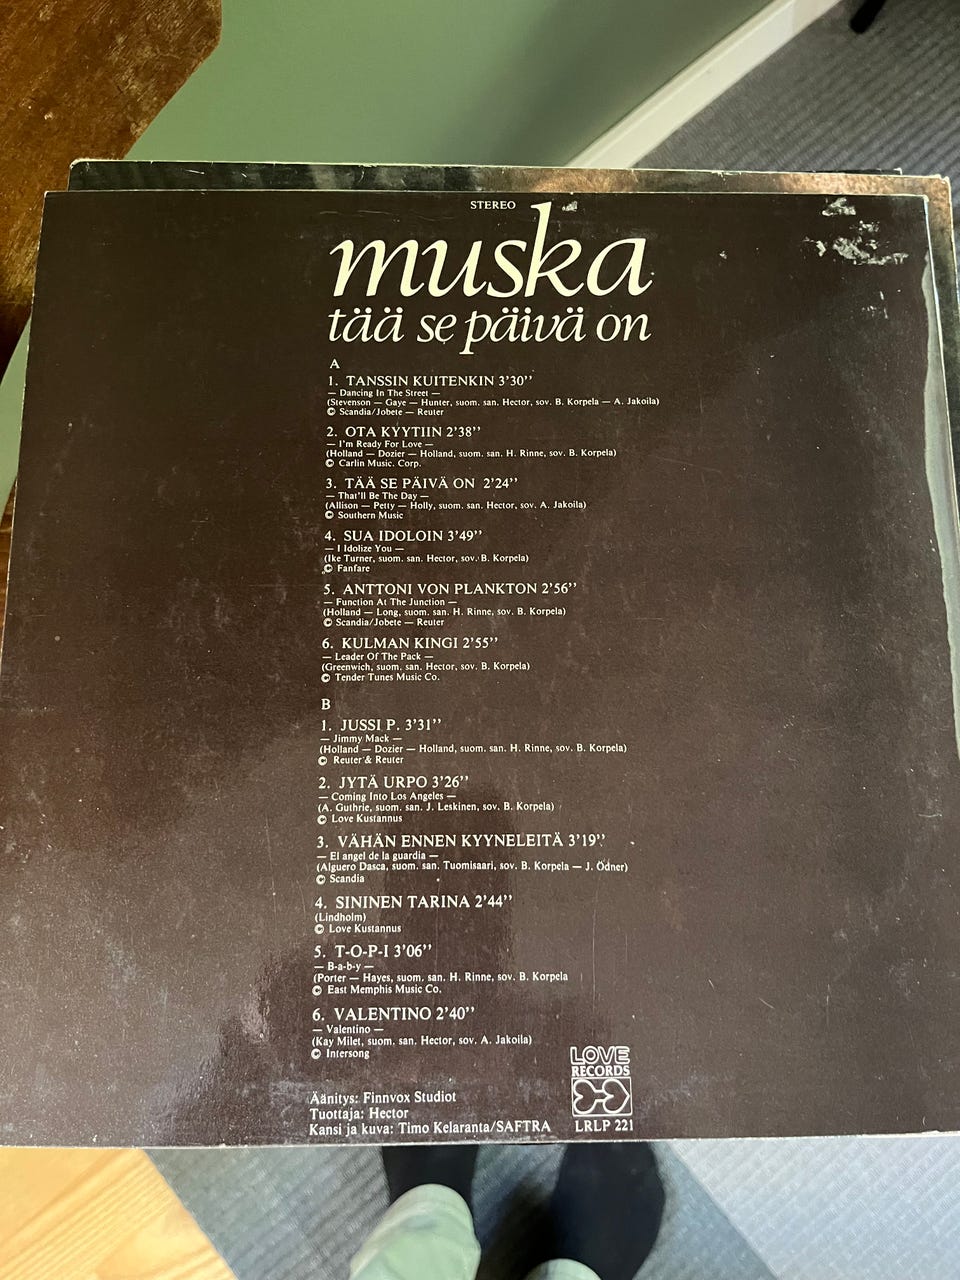 STEREO
muska
tää se päivä on
A
1. TANSSIN KUITENKIN 3'30''
— Dancing In The Street —
(Stevenson — Gaye — Hunter, suom. san. Hector, sov. B. Korpela — A. Jakoila)
© Scandia/Jobete — Reuter
2. OTA KYYTIIN 2'38''
— I'm Ready For Love —
(Holland — Dozier — Holland, suom. san. H. Rinne, sov. B. Korpela)
© Carlin Music. Corp.
3. TÄÄ SE PÄIVÄ ON 2'24''
— That'll Be The Day —
(Allison — Petty — Holly, suom. san. Hector, sov. A. Jakoila)
© Southern Music
4. SUA IDOLOIN 3'49''
— I Idolize You —
(Ike Turner, suom. san. Hector, sov. B. Korpela)
© Fanfare
5. ANTTONI VON PLANKTON 2'56''
— Function At The Junction —
(Holland — Long, suom. san. H. Rinne, sov. B. Korpela)
© Scandia/Jobete — Reuter
6. KULMAN KINGI 2'55''
— Leader Of The Pack —
(Greenwich, suom. san. Hector, sov. B. Korpela)
© Tender Tunes Music Co.
B
1. JUSSI P. 3'31''
— Jimmy Mack —
(Holland — Dozier — Holland, suom. san. H. Rinne, sov. B. Korpela)
© Reuter & Reuter
2. JYTÄ URPO 3'26''
— Coming Into Los Angeles —
(A. Guthrie, suom. san. J. Leskinen, sov. B. Korpela)
© Love Kustannus
3. VÄHÄN ENNEN KYYNELEITÄ 3'19''
— El angel de la guardia —
(Alguero Dasca, suom. san. Tuomisaari, sov. B. Korpela — J. Ödner)
© Scandia
4. SININEN TARINA 2'44''
(Lindholm)
© Love Kustannus
5. T-O-P-I 3'06''
— B-a-b-y —
(Porter — Hayes, suom. san. H. Rinne, sov. B. Korpela
© East Memphis Music Co.
6. VALENTINO 2'40''
— Valentino —
(Kay Milet, suom. san. Hector, sov. A. Jakoila)
© Intersong
Äänitys: Finnvox Studiot
Tuottaja: Hector
Kansi ja kuva: Timo Kelaranta/SAFTRA
LOVE
RECORDS
LRLP 221